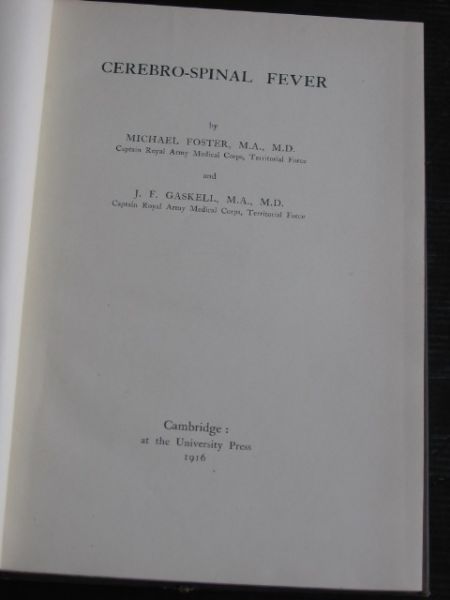 CEREBRO-SPINAL FEVER
by
MICHAEL FOSTER, M.A., M.D.
Captain Royal Army Medical Corps, Territorial Force
and
J. F. GASKELL, M.A., M.D.
Captain Royal Army Medical Corps, Territorial Force
Cambridge :
at the University Press
1916